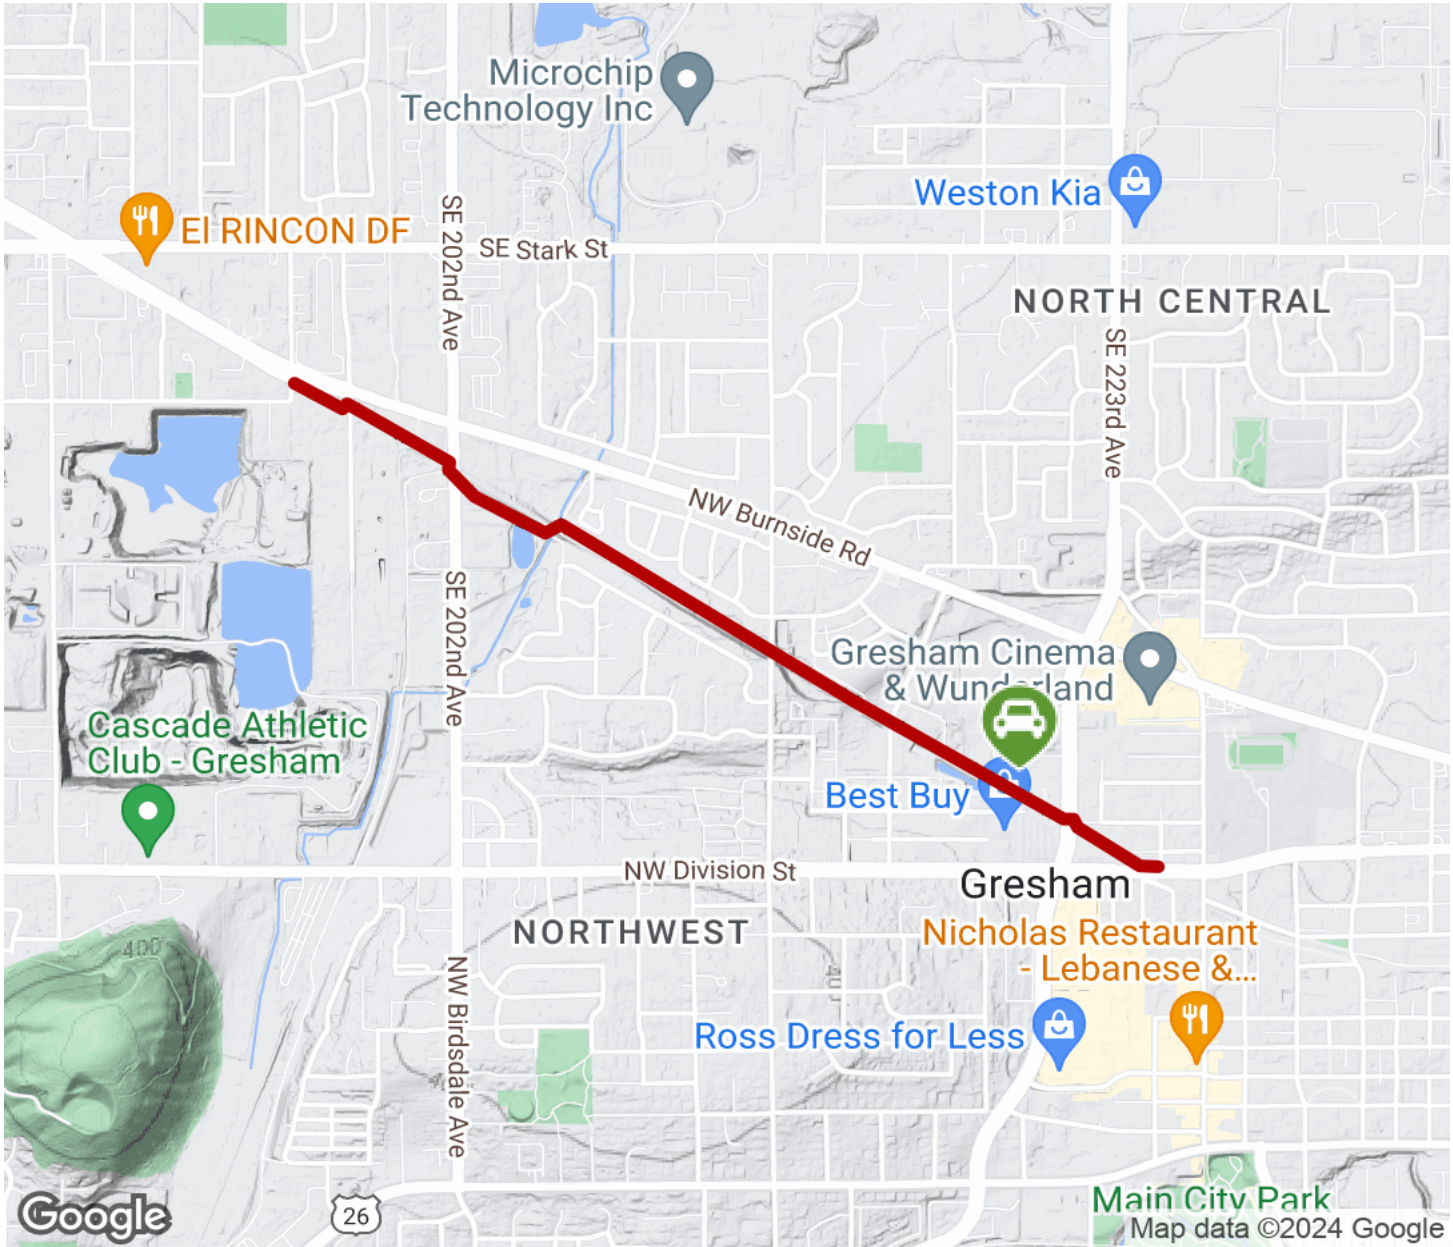 Microchip
Technology Inc
Weston Kia
El RINCON DF
SE 202nd Ave
SE Stark St
NORTH CENTRAL
SE 223rd Ave
NW Burnside Rd
SE 202nd Ave
Gresham Cinema
& Wunderland
Cascade Athletic
Club - Gresham
Best Buy
NW Division St
Gresham
NORTHWEST
Nicholas Restaurant
- Lebanese &...
400
400
NW Birdsdale Ave
Ross Dress for Less
Main City Park
Google
26
Map data ©2024 Google